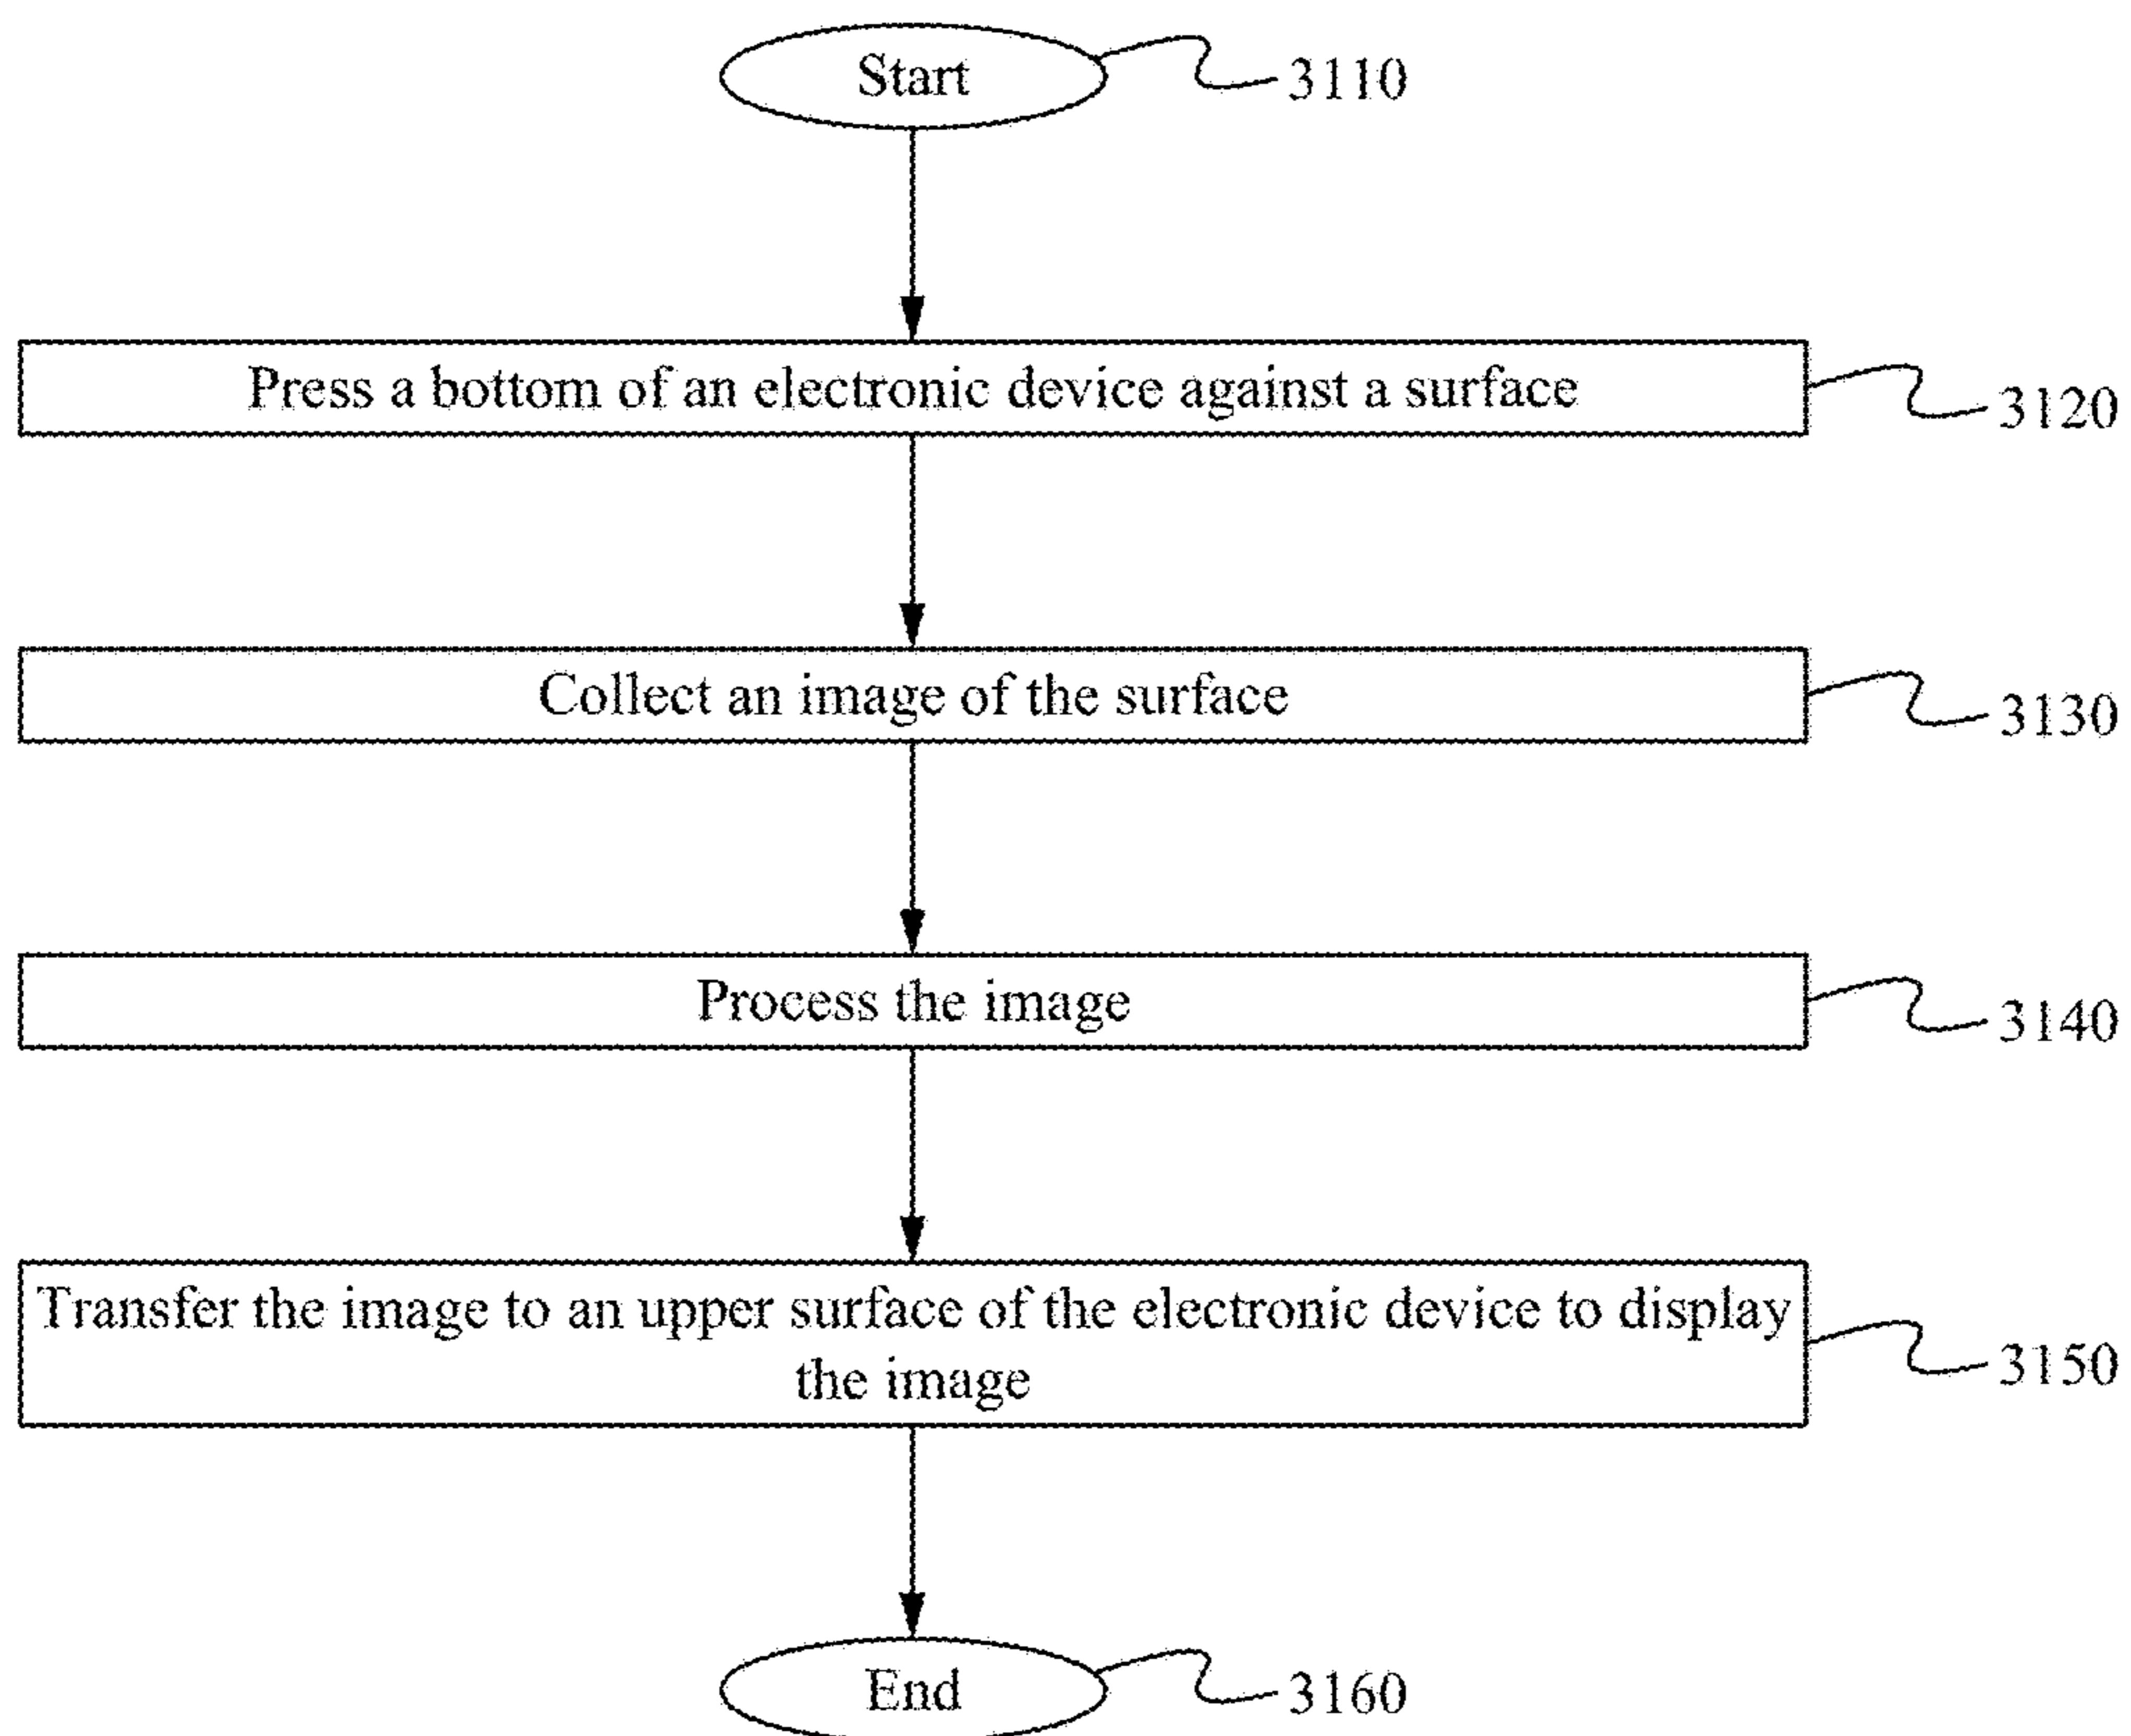 Start
3110
Press a bottom of an electronic device against a surface
3120
Collect an image of the surface
3130
Process the image
3140
Transfer the image to an upper surface of the electronic device to display
the image
3150
End
3160